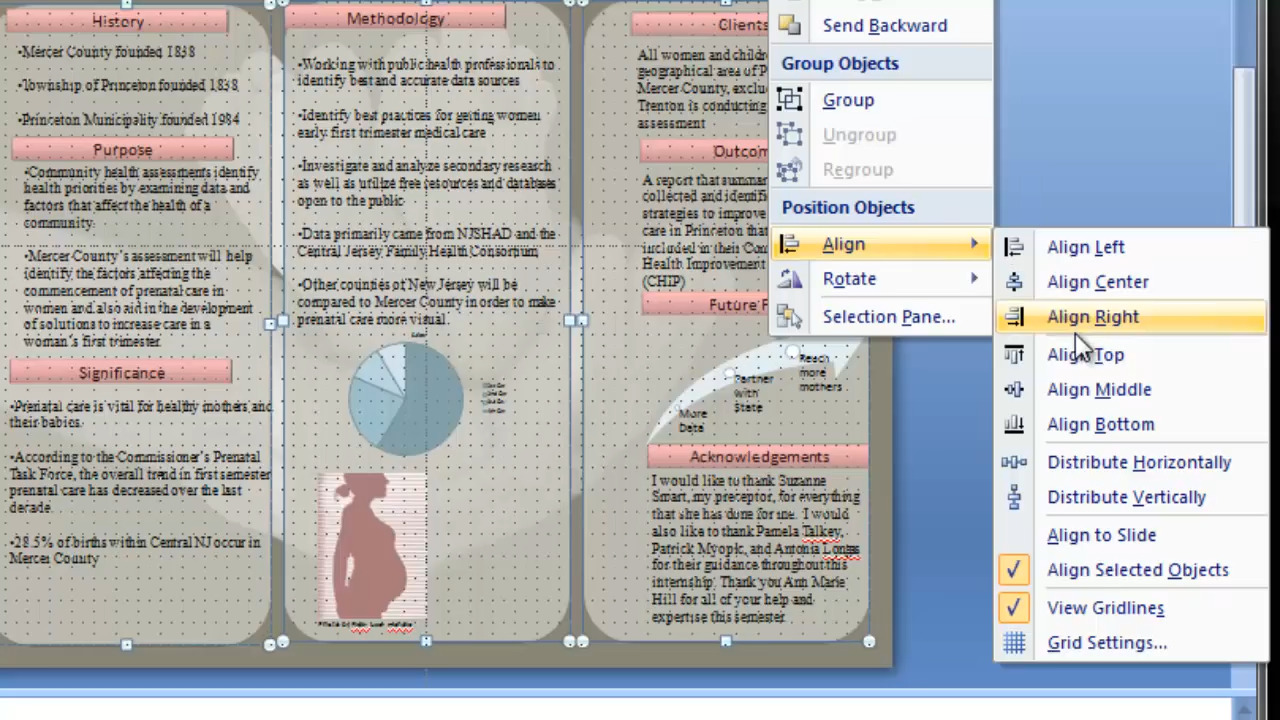 History
•Mercer County founded 1838
•Township of Princeton founded 1838
•Princeton Municipality founded 1984
Purpose
•Community health assessments identify
health priorities by examining data and
factors that affect the health of a
community.
•Mercer County's assessment will help
identify the factors affecting the
commencement of prenatal care in
women and also aid in the development
of solutions to increase care in a
woman's first trimester.
Significance
•Prenatal care is vital for healthy mothers and
their babies.
•According to the Commissioner's Prenatal
Task Force, the overall trend in first semester
prenatal care has decreased over the last
decade.
•28.5% of births within Central NJ occur in
Mercer County
Methodology
•Working with public health professionals to
identify best and accurate data sources
•Identify best practices for getting women
early first trimester medical care
•Investigate and analyze secondary research
as well as utilize free resources and databases
open to the public
•Data primarily came from NJSHAD and the
Central Jersey Family Health Consortium
•Other counties of New Jersey will be
compared to Mercer County in order to make
prenatal care more visual.
Clients
All women and childre
geographical area of P
Mercer County, exclu
Trenton is conducting
assessment
Outcom
A report that summar
collected and identifi
strategies to improve
care in Princeton that
included in their Com
Health Improvement
(CHIP)
Future P
More
Data
Partner
with
State
Reach
more
mothers
Acknowledgements
I would like to thank Suzanne
Smart, my preceptor, for everything
that she has done for me. I would
also like to thank Pamela Talkey,
Patrick Myopic, and Antonia
for their guidance throughout this
internship. Thank you Ann Marie
Hill for all of your help and
expertise this semester
Send Backward
Group Objects
Group
Ungroup
Regroup
Position Objects
Align
Rotate
Selection Pane...
Align Left
Align Center
Align Right
Align Top
Align Middle
Align Bottom
Distribute Horizontally
Distribute Vertically
Align to Slide
Align Selected Objects
View Gridlines
Grid Settings...